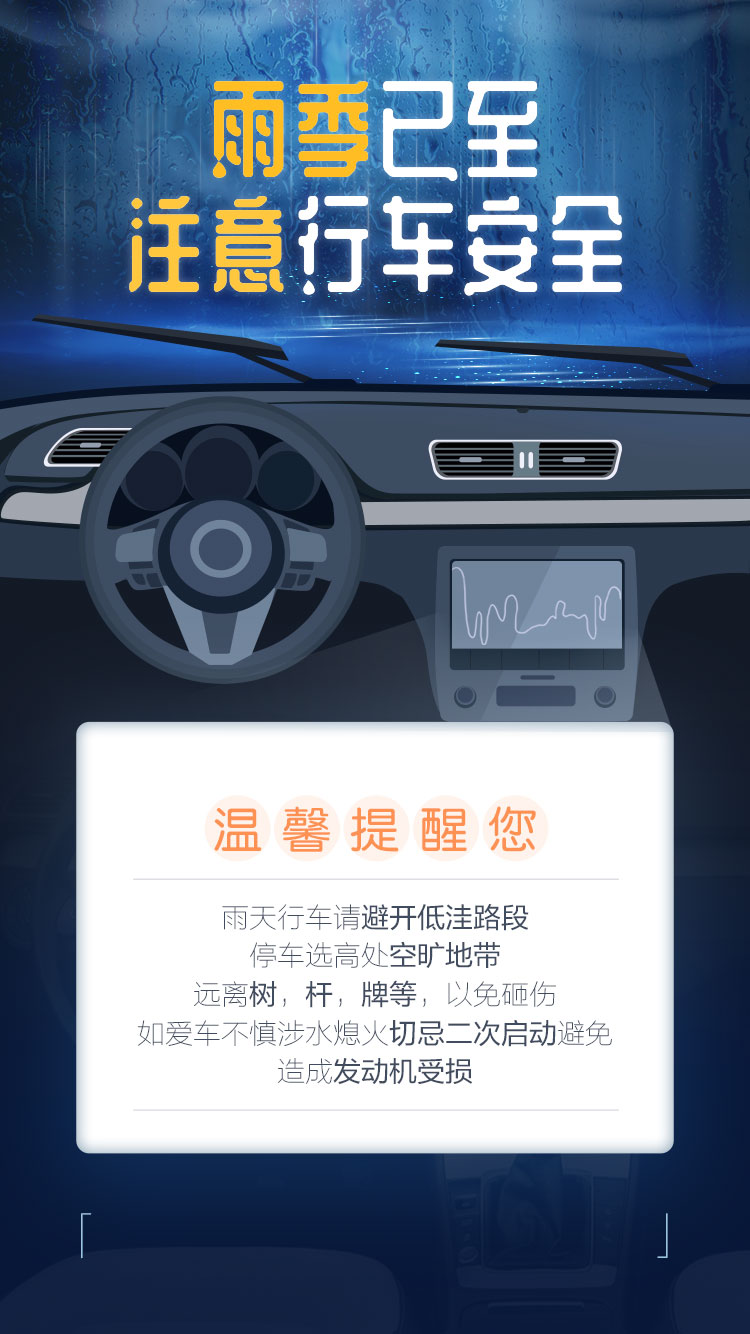 雨季已至
注意行车安全
温馨提醒您
雨天行车请避开低洼路段
停车选高处空旷地带
远离树，杆，牌等，以免砸伤
如爱车不慎涉水熄火切忌二次启动避免
造成发动机受损